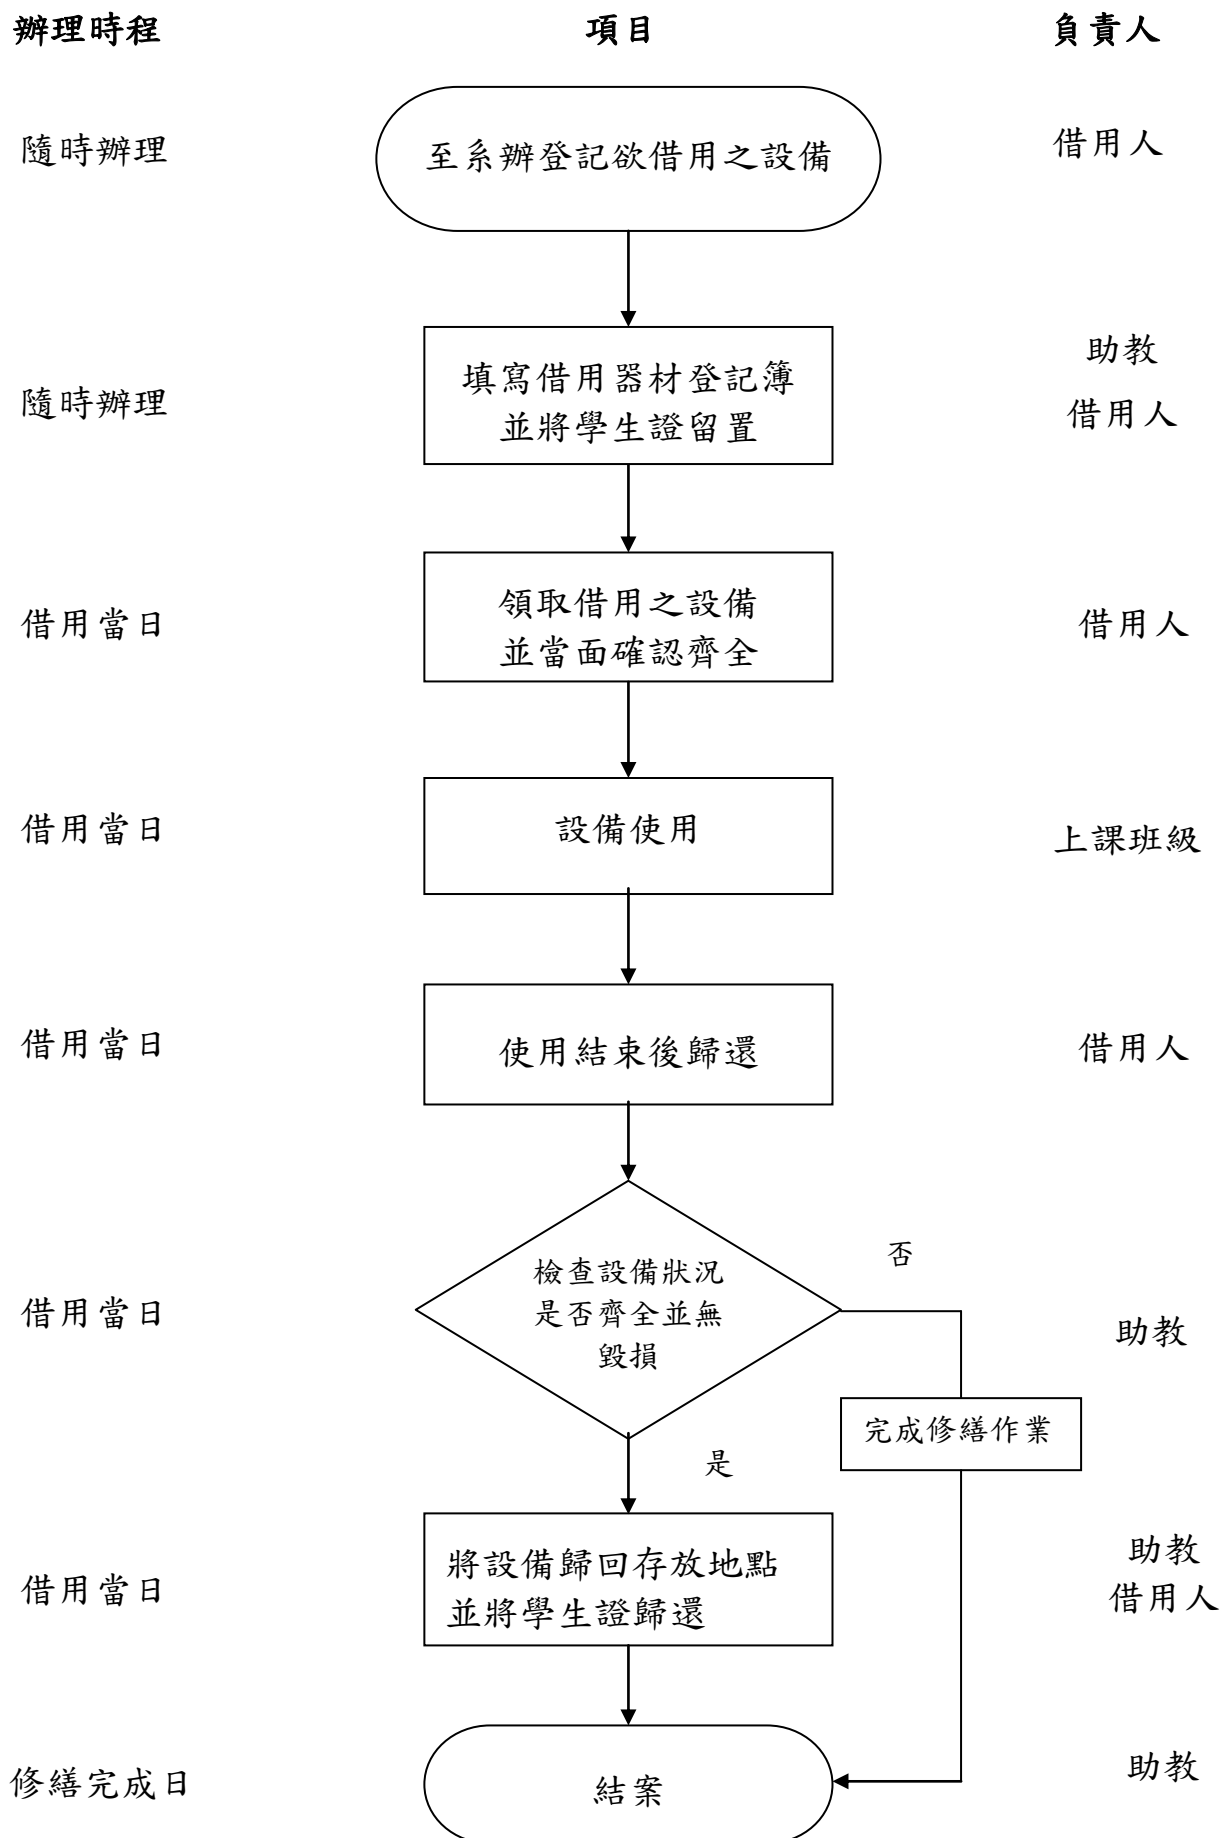 辦理時程 項目 負責人
隨時辦理 至系辦登記欲借用之設備 借用人
助教
隨時辦理 填寫借用器材登記簿 借用人
並將學生證留置
借用當日 領取借用之設備 借用人
並當面確認齊全
借用當日 設備使用 上課班級
借用當日 使用結束後歸還 借用人
否
檢查設備狀況
借用當日 是否齊全並無 助教
毀損
完成修繕作業
是
助教
將設備歸回存放地點
借用當日 並將學生證歸還 借用人
修繕完成日 結案 助教